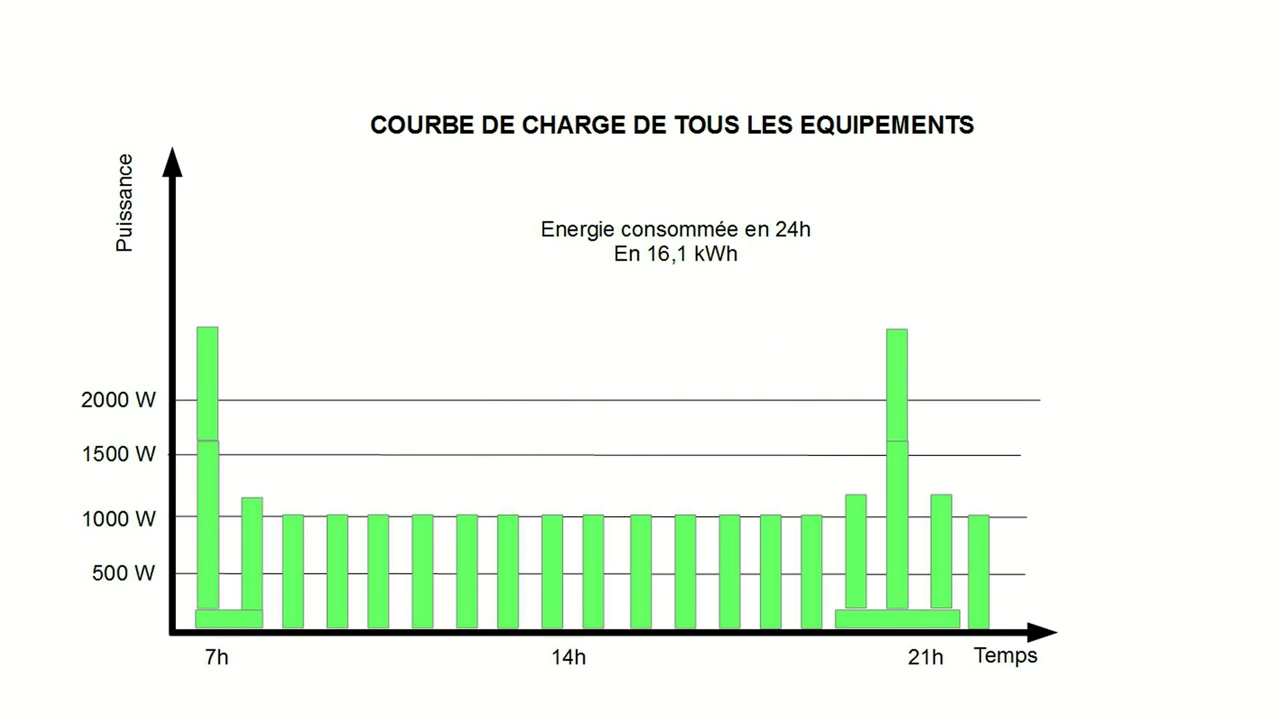 COURBE DE CHARGE DE TOUS LES EQUIPEMENTS
Puissance
Energie consommée en 24h
En 16,1 kWh
2000 W
1500 W
1000 W
500 W
7h
14h
21h
Temps